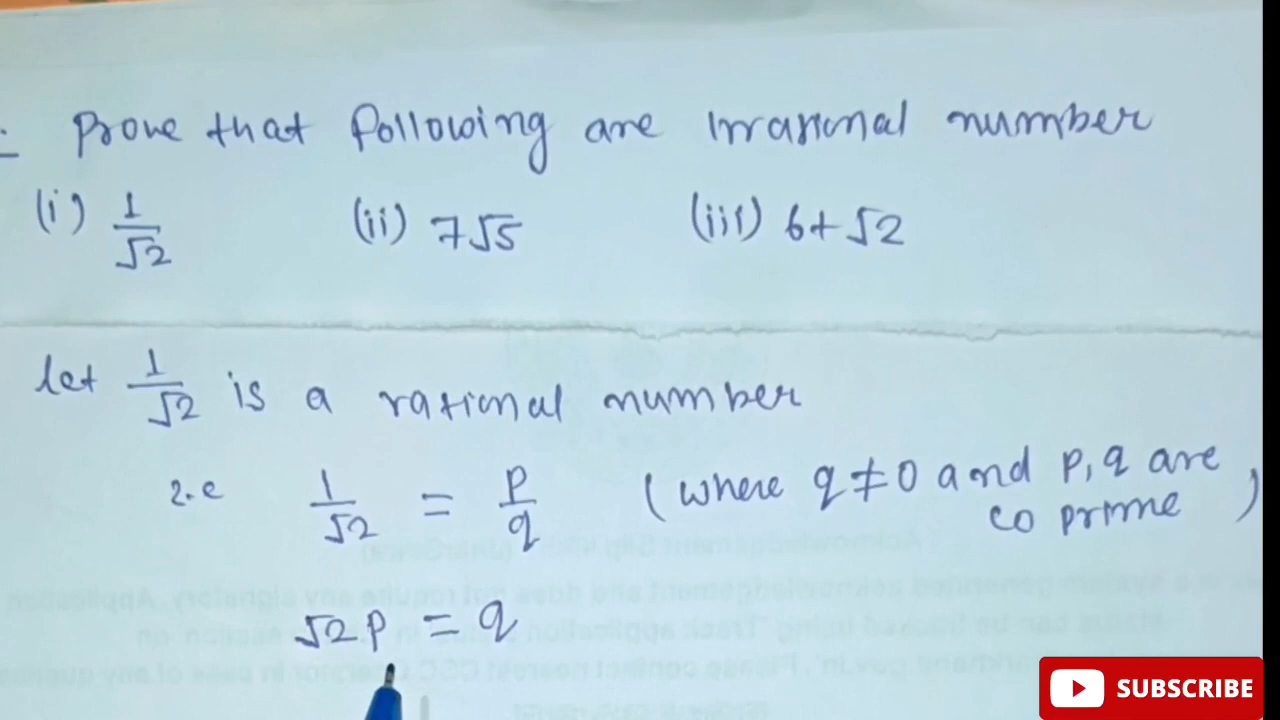 Prove that following are Irrational number
(i) 1/√2 (ii) 7√5 (iii) 6+√2
let 1/√2 is a rational number
i.e 1/√2 = p/q (where q≠0 and p, q are co prime)
√2 p = q
SUBSCRIBE